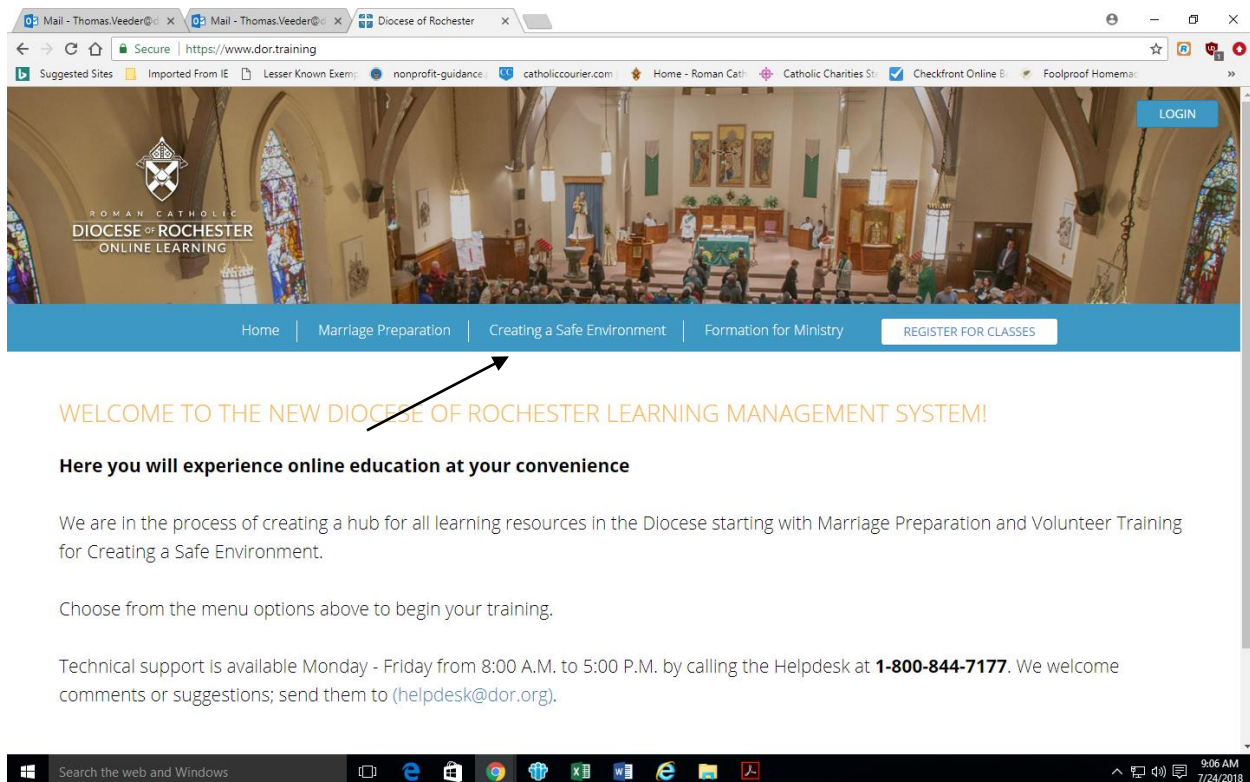 Mail - Thomas.Veeder@d
Mail - Thomas.Veeder@d
Diocese of Rochester
Secure | https://www.dor.training
Suggested Sites
Imported From IE
Lesser Known Exemp
nonprofit-guidance.
catholiccourier.com |
Home - Roman Cath
Catholic Charities Ste
Checkfront Online B
Foolproof Homemad
LOGIN
ROMAN CATHOLIC
DIOCESE OF ROCHESTER
ONLINE LEARNING
Home | Marriage Preparation | Creating a Safe Environment | Formation for Ministry
REGISTER FOR CLASSES
WELCOME TO THE NEW DIOCESE OF ROCHESTER LEARNING MANAGEMENT SYSTEM!
Here you will experience online education at your convenience
We are in the process of creating a hub for all learning resources in the Diocese starting with Marriage Preparation and Volunteer Training
for Creating a Safe Environment.
Choose from the menu options above to begin your training.
Technical support is available Monday - Friday from 8:00 A.M. to 5:00 P.M. by calling the Helpdesk at 1-800-844-7177. We welcome
comments or suggestions; send them to (helpdesk@dor.org).
Search the web and Windows
9:06 AM
7/24/2018